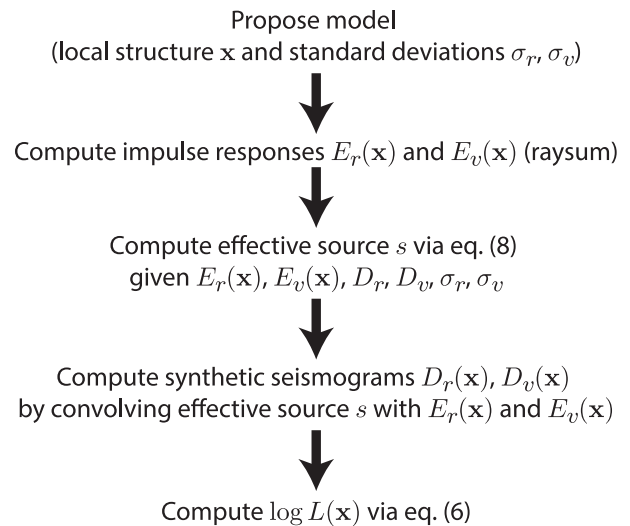 Propose model
(local structure x and standard deviations σr, σv)
Compute impulse responses Er(x) and Ev(x) (raysum)
Compute effective source s via eq. (8)
given Er(x), Ev(x), Dr, Dv, σr, σv
Compute synthetic seismograms Dr(x), Dv(x)
by convolving effective source s with Er(x) and Ev(x)
Compute log L(x) via eq. (6)